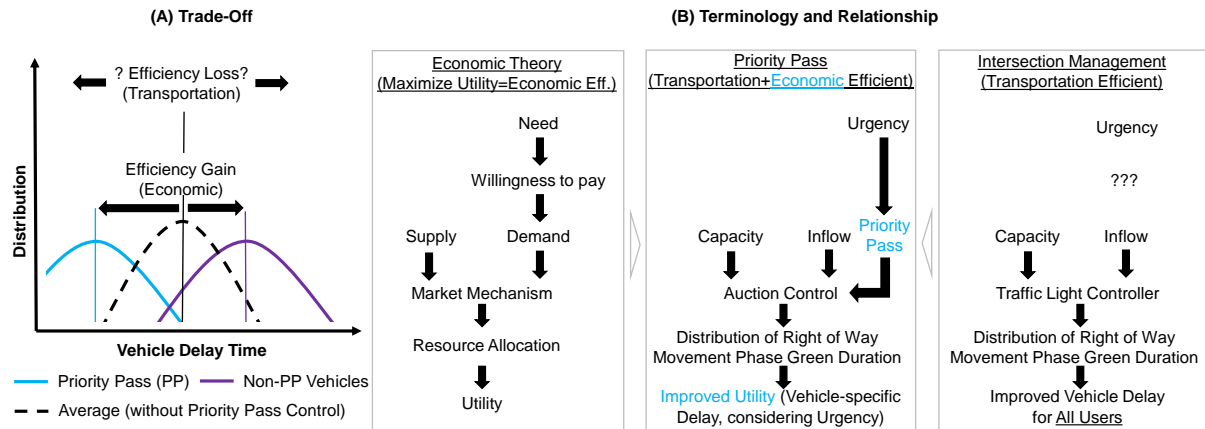 (A) Trade-Off
? Efficiency Loss?
(Transportation)
Efficiency Gain
(Economic)
Distribution
Vehicle Delay Time
Priority Pass (PP)
Non-PP Vehicles
Average (without Priority Pass Control)
(B) Terminology and Relationship
Economic Theory
(Maximize Utility=Economic Eff.)
Need
Willingness to pay
Supply
Demand
Market Mechanism
Resource Allocation
Utility
Priority Pass
(Transportation+Economic Efficient)
Urgency
Capacity
Inflow
Priority
Pass
Auction Control
Distribution of Right of Way
Movement Phase Green Duration
Improved Utility (Vehicle-specific
Delay, considering Urgency)
Intersection Management
(Transportation Efficient)
Urgency
???
Capacity
Inflow
Traffic Light Controller
Distribution of Right of Way
Movement Phase Green Duration
Improved Vehicle Delay
for All Users